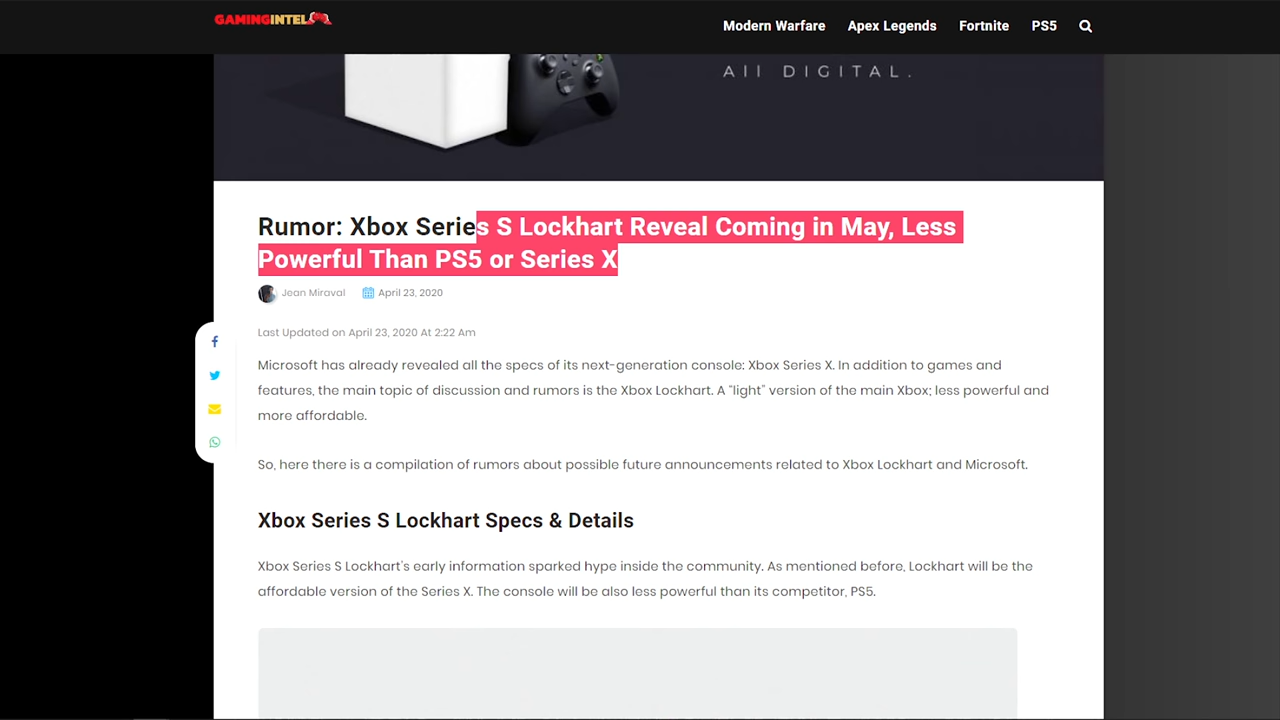 GAMINGINTEL
Modern Warfare Apex Legends Fortnite PS5
All DIGITAL.
Rumor: Xbox Series S Lockhart Reveal Coming in May, Less
Powerful Than PS5 or Series X
Jean Miraval April 23, 2020
Last Updated on April 23, 2020 At 2:22 Am
Microsoft has already revealed all the specs of its next-generation console: Xbox Series X. In addition to games and
features, the main topic of discussion and rumors is the Xbox Lockhart. A “light” version of the main Xbox; less powerful and
more affordable.
So, here there is a compilation of rumors about possible future announcements related to Xbox Lockhart and Microsoft.
Xbox Series S Lockhart Specs & Details
Xbox Series S Lockhart's early information sparked hype inside the community. As mentioned before, Lockhart will be the
affordable version of the Series X. The console will be also less powerful than its competitor, PS5.